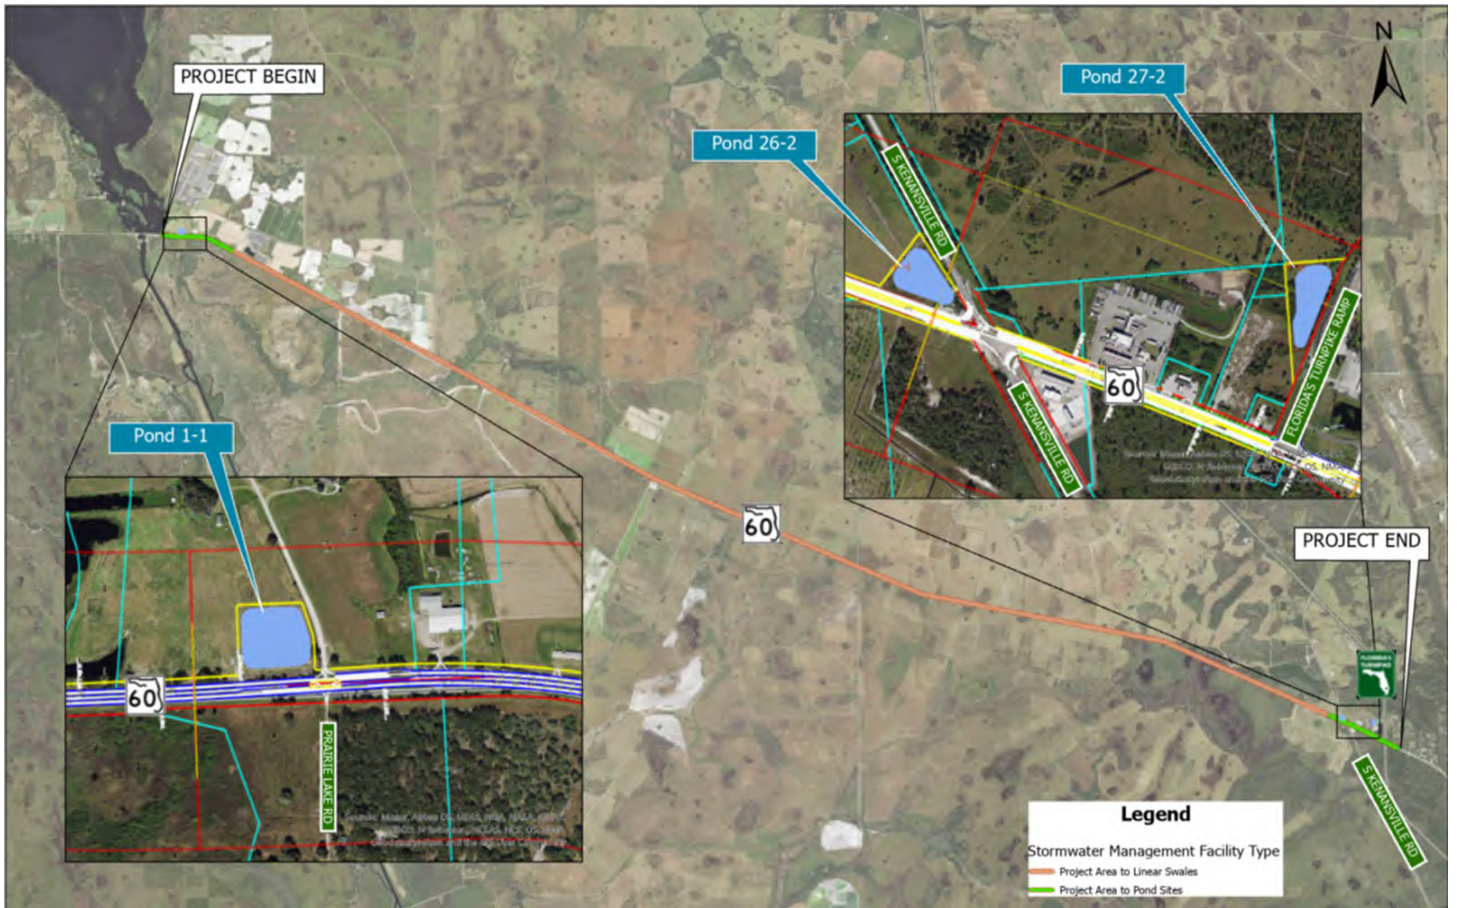 N
PROJECT BEGIN
Pond 27-2
Pond 26-2
S KENANSVILLE RD
60
FLORIDA'S TURNPIKE RAMP
S KENANSVILLE RD
Pond 1-1
60
PROJECT END
60
PRAIRIE LAKE RD
FLORIDA'S
TURNPIKE
S KENANSVILLE RD
Legend
Stormwater Management Facility Type
Project Area to Linear Swales
Project Area to Pond Sites